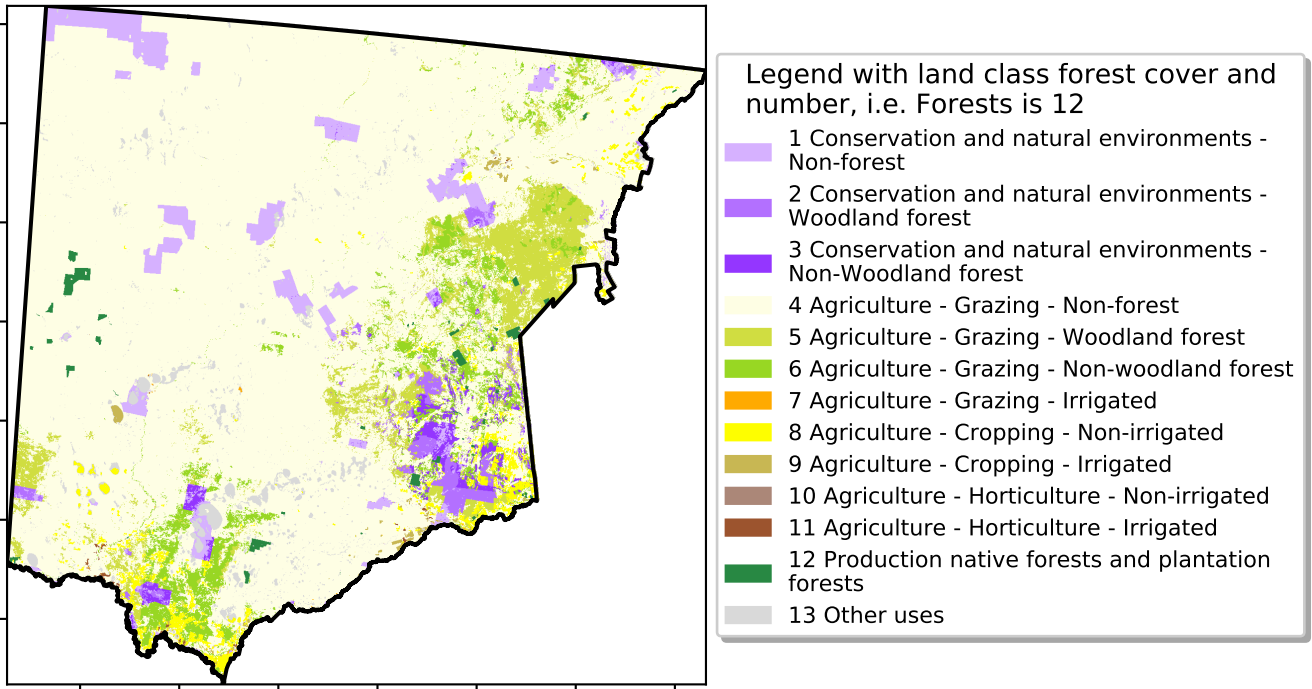 Legend with land class forest cover and
number, i.e. Forests is 12
1 Conservation and natural environments -
Non-forest
2 Conservation and natural environments -
Woodland forest
3 Conservation and natural environments -
Non-Woodland forest
4 Agriculture - Grazing - Non-forest
5 Agriculture - Grazing - Woodland forest
6 Agriculture - Grazing - Non-woodland forest
7 Agriculture - Grazing - Irrigated
8 Agriculture - Cropping - Non-irrigated
9 Agriculture - Cropping - Irrigated
10 Agriculture - Horticulture - Non-irrigated
11 Agriculture - Horticulture - Irrigated
12 Production native forests and plantation
forests
13 Other uses